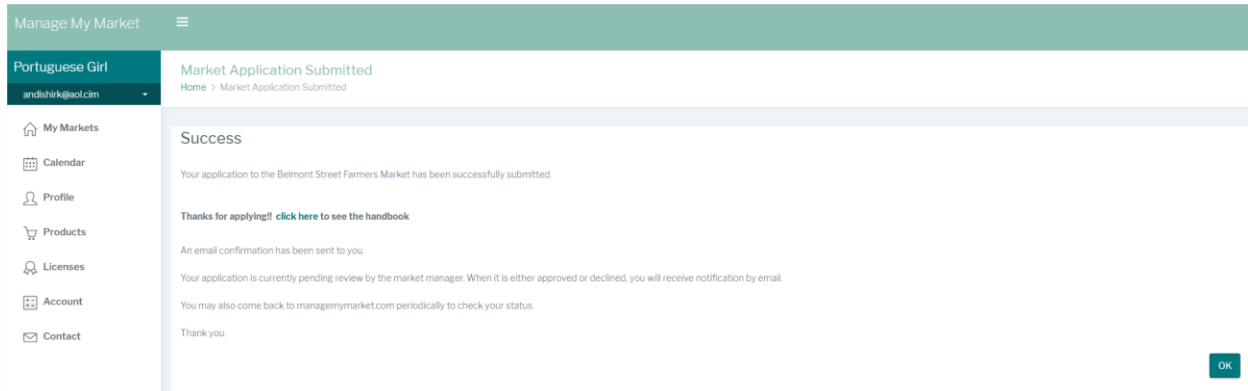 Manage My Market
Portuguese Girl
andishirk@aol.cim
My Markets
Calendar
Profile
Products
Licenses
Account
Contact
Market Application Submitted
Home > Market Application Submitted
Success
Your application to the Belmont Street Farmers Market has been successfully submitted.
Thanks for applying!! click here to see the handbook
An email confirmation has been sent to you.
Your application is currently pending review by the market manager. When it is either approved or declined, you will receive notification by email.
You may also come back to managemymarket.com periodically to check your status.
Thank you.
OK